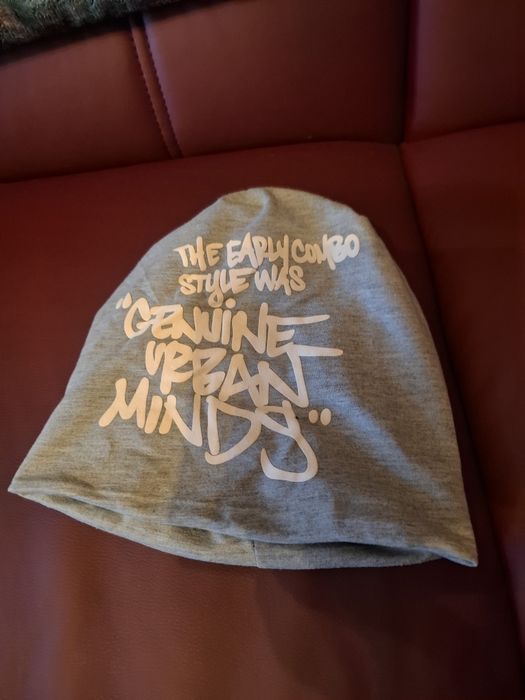 THE EARLY COMBO
STYLE WAS
"GENUINE
URBAN
MINDS"